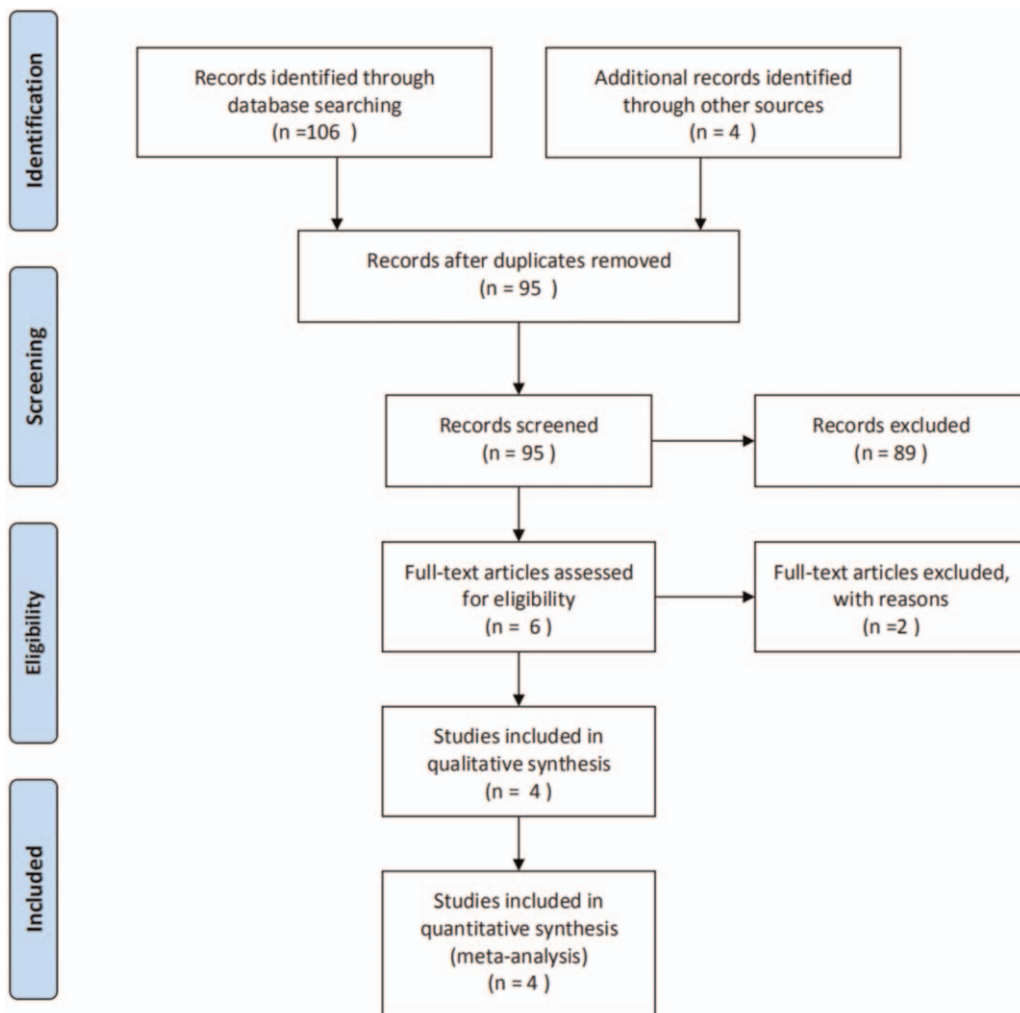 Identification
Records identified through
database searching
(n =106 )
Additional records identified
through other sources
(n = 4 )
Records after duplicates removed
(n = 95 )
Screening
Records screened
(n = 95 )
Records excluded
(n = 89 )
Eligibility
Full-text articles assessed
for eligibility
(n = 6 )
Full-text articles excluded,
with reasons
(n =2 )
Studies included in
qualitative synthesis
(n = 4 )
Included
Studies included in
quantitative synthesis
(meta-analysis)
(n = 4 )